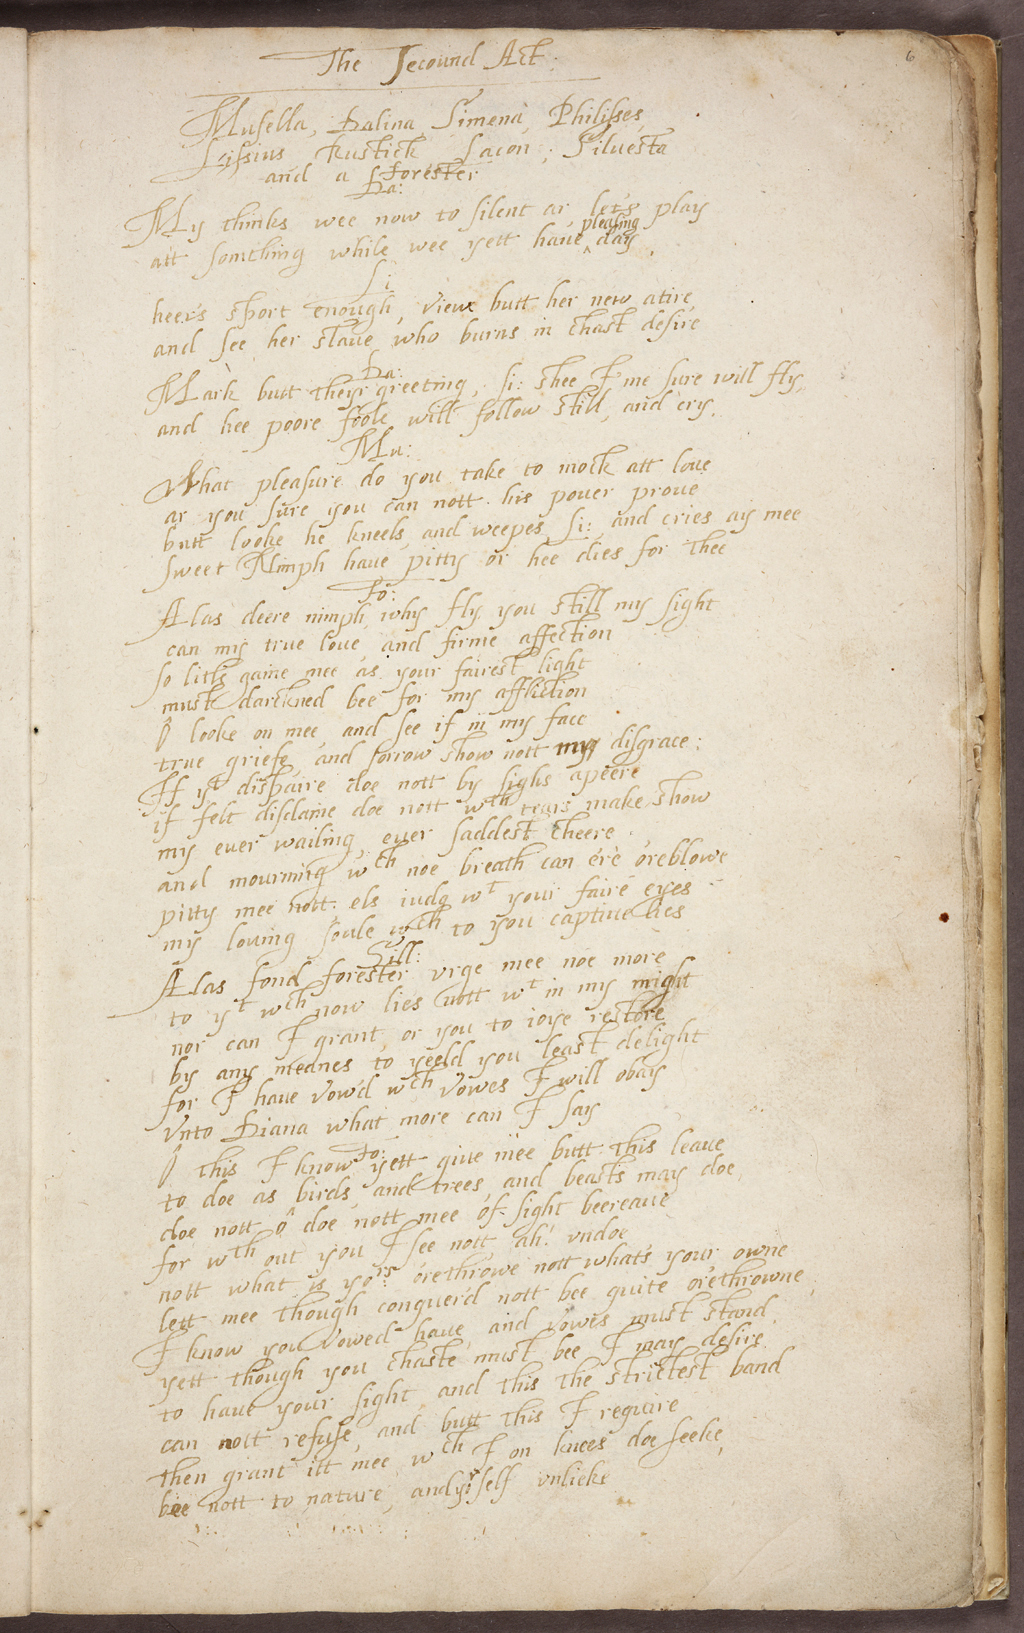 6
The Secound Act:
Musella, Dalina, Simena, Philisses,
Lissius Rustick Lacon, Siluesta
and a forester
Da:
My thinks wee now to silent ar let's play
att somthing while wee yett haue ^ pleasing day,
Si
heer's sport enough, view butt her new atire,
and see her slaue who burns in chast desire
Da:
Mark butt theyr greeting, Si: shee I'me sure will fly,
and hee poore foole will follow still, and cry,
Mu:
What pleasure do you take to mock att loue
ar you sure you can nott his power proue
butt looke he kneels, and weepes, Si: and cries ay mee
sweet Nimph haue pitty or hee dies for thee
Fo:
Alas deere nimph, why fly you still my sight
can my true loue, and firme affection
so litle gaine mee as your fairest light
must darckned bee for my affliction
ô looke on mee, and see if in my face
true griefe, and sorrow show nott my disgrace:
If yt dispaire doe nott by sighs apeere
if felt disdaine doe nott wth tears make show
my euer wailing, euer saddest cheere
and mourning wch noe breath can ere oreblowe
pitty mee nott, els iudg wt your faire eyes
my louing soule wch to you captiue lies
Sill:
Alas fond forester urge mee noe more
to yt wch now lies nott wt in my might
nor can I grant, or you to ioye restore
by any meanes to yeeld you least delight
for I haue vow'd wch vowes I will obay
Vnto Diana what more can I say
Fo:
ô this I know yett giue mee butt this leaue
to doe as birds, and trees, and beasts may doe,
doe nott ô doe nott mee of sight beereaue
for wth out you I see nott, ah! vndoe
nott what is yors: orethrowe nott what's your owne
lett mee though conquer'd nott bee quite orethrowne,
I know you vowed haue, and vowes must stand,
yett though you chaste must bee I may desire
to haue your sight, and this the strictest band
can nott refuse, and butt this I require
then grant itt mee, wch I on knees doe seeke,
bee nott to nature, and yr self vnlieke